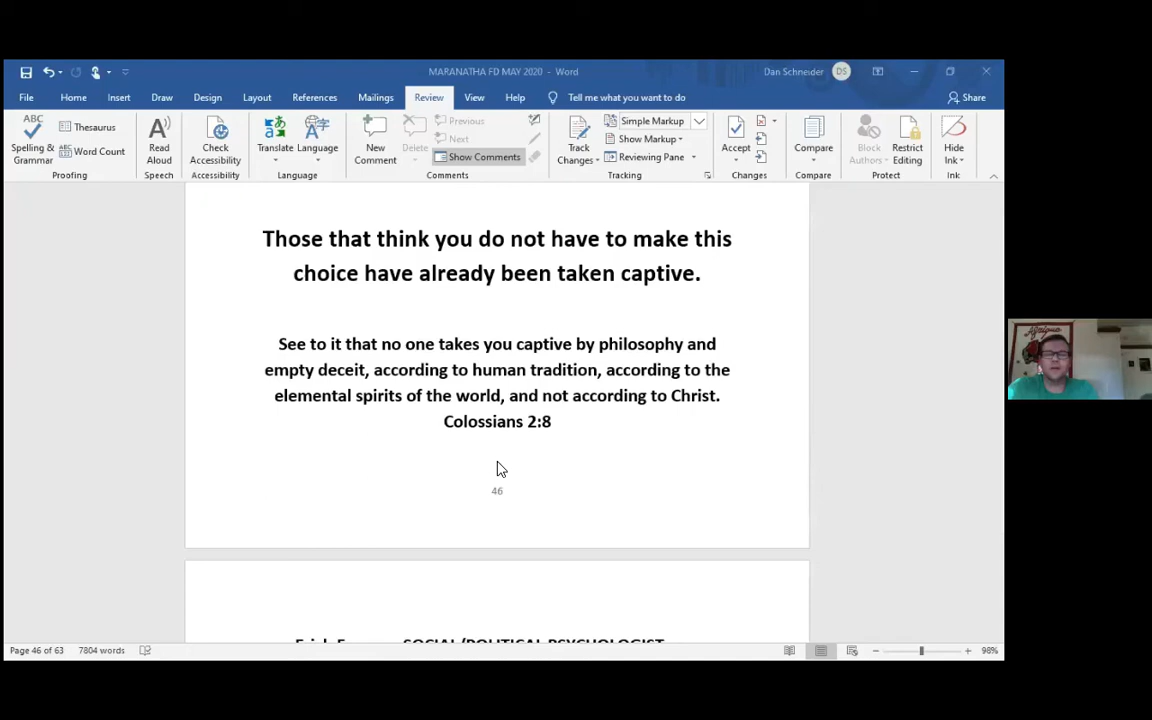 MARANATHA FD MAY 2020 - Word
Dan Schneider DS
File Home Insert Draw Design Layout References Mailings Review View Help Tell me what you want to do Share
ABC Spelling & Grammar
Thesaurus
Word Count
Proofing
Read Aloud
Speech
Check Accessibility
Accessibility
Translate Language
Language
New Comment
Delete
Previous
Next
Show Comments
Comments
Track Changes
Simple Markup
Show Markup
Reviewing Pane
Tracking
Accept
Changes
Compare
Compare
Block Authors
Restrict Editing
Protect
Hide Ink
Ink
Those that think you do not have to make this
choice have already been taken captive.
See to it that no one takes you captive by philosophy and
empty deceit, according to human tradition, according to the
elemental spirits of the world, and not according to Christ.
Colossians 2:8
46
SOCIAL/POLITICAL PSYCHOLOGIST
Page 46 of 63 7804 words 98%